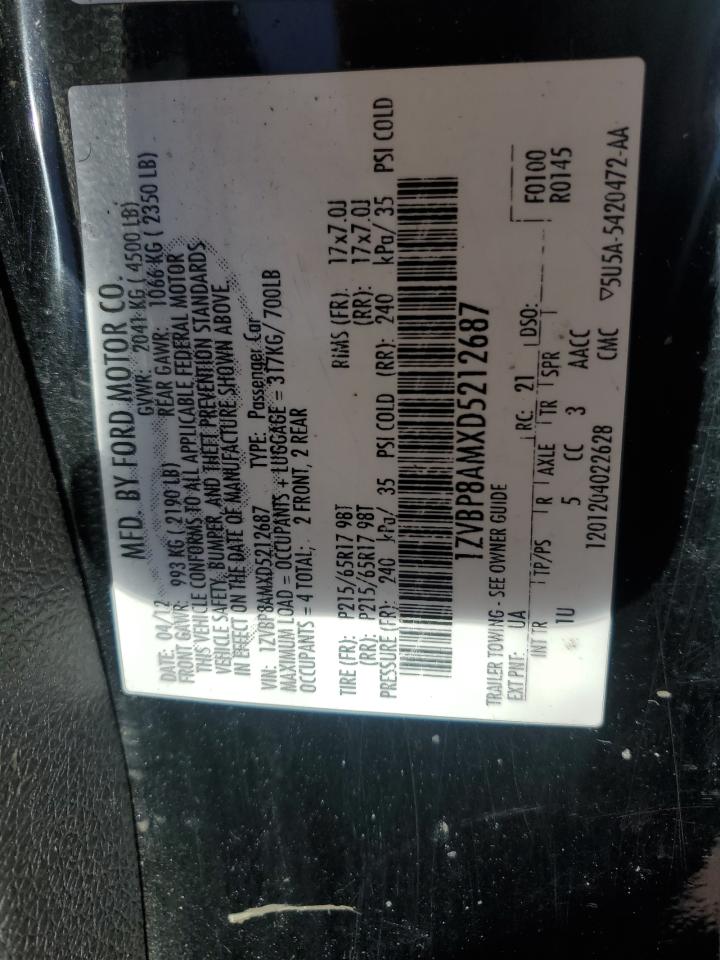 MFD. BY FORD MOTOR CO.
DATE: 04/12 GVWR: 2041 KG ( 4500 LB)
FRONT GAWR: 993 KG ( 2190 LB) REAR GAWR: 1066 KG ( 2350 LB)
THIS VEHICLE CONFORMS TO ALL APPLICABLE FEDERAL MOTOR
VEHICLE SAFETY, BUMPER, AND THEFT PREVENTION STANDARDS
IN EFFECT ON THE DATE OF MANUFACTURE SHOWN ABOVE.
VIN: 1ZVBP8AMXD5212687 TYPE: Passenger Car
MAXIMUM LOAD = OCCUPANTS + LUGGAGE = 317KG/ 700LB
OCCUPANTS = 4 TOTAL; 2 FRONT, 2 REAR
TIRE (FR): P215/65R17 98T RIMS (FR): 17x7.0J
(RR): P215/65R17 98T (RR): 17x7.0J
PRESSURE (FR): 240 kPa/ 35 PSI COLD (RR): 240 kPa/ 35 PSI COLD
1ZVBP8AMXD5212687
TRAILER TOWING - SEE OWNER GUIDE
EXT PNT: UA RC: 21 DSO: F0100
INT TR TP/PS R AXLE TR SPR R0145
1U 5 CC 3 AACC
1201204022628 CMC ▽5U5A-5420472-AA